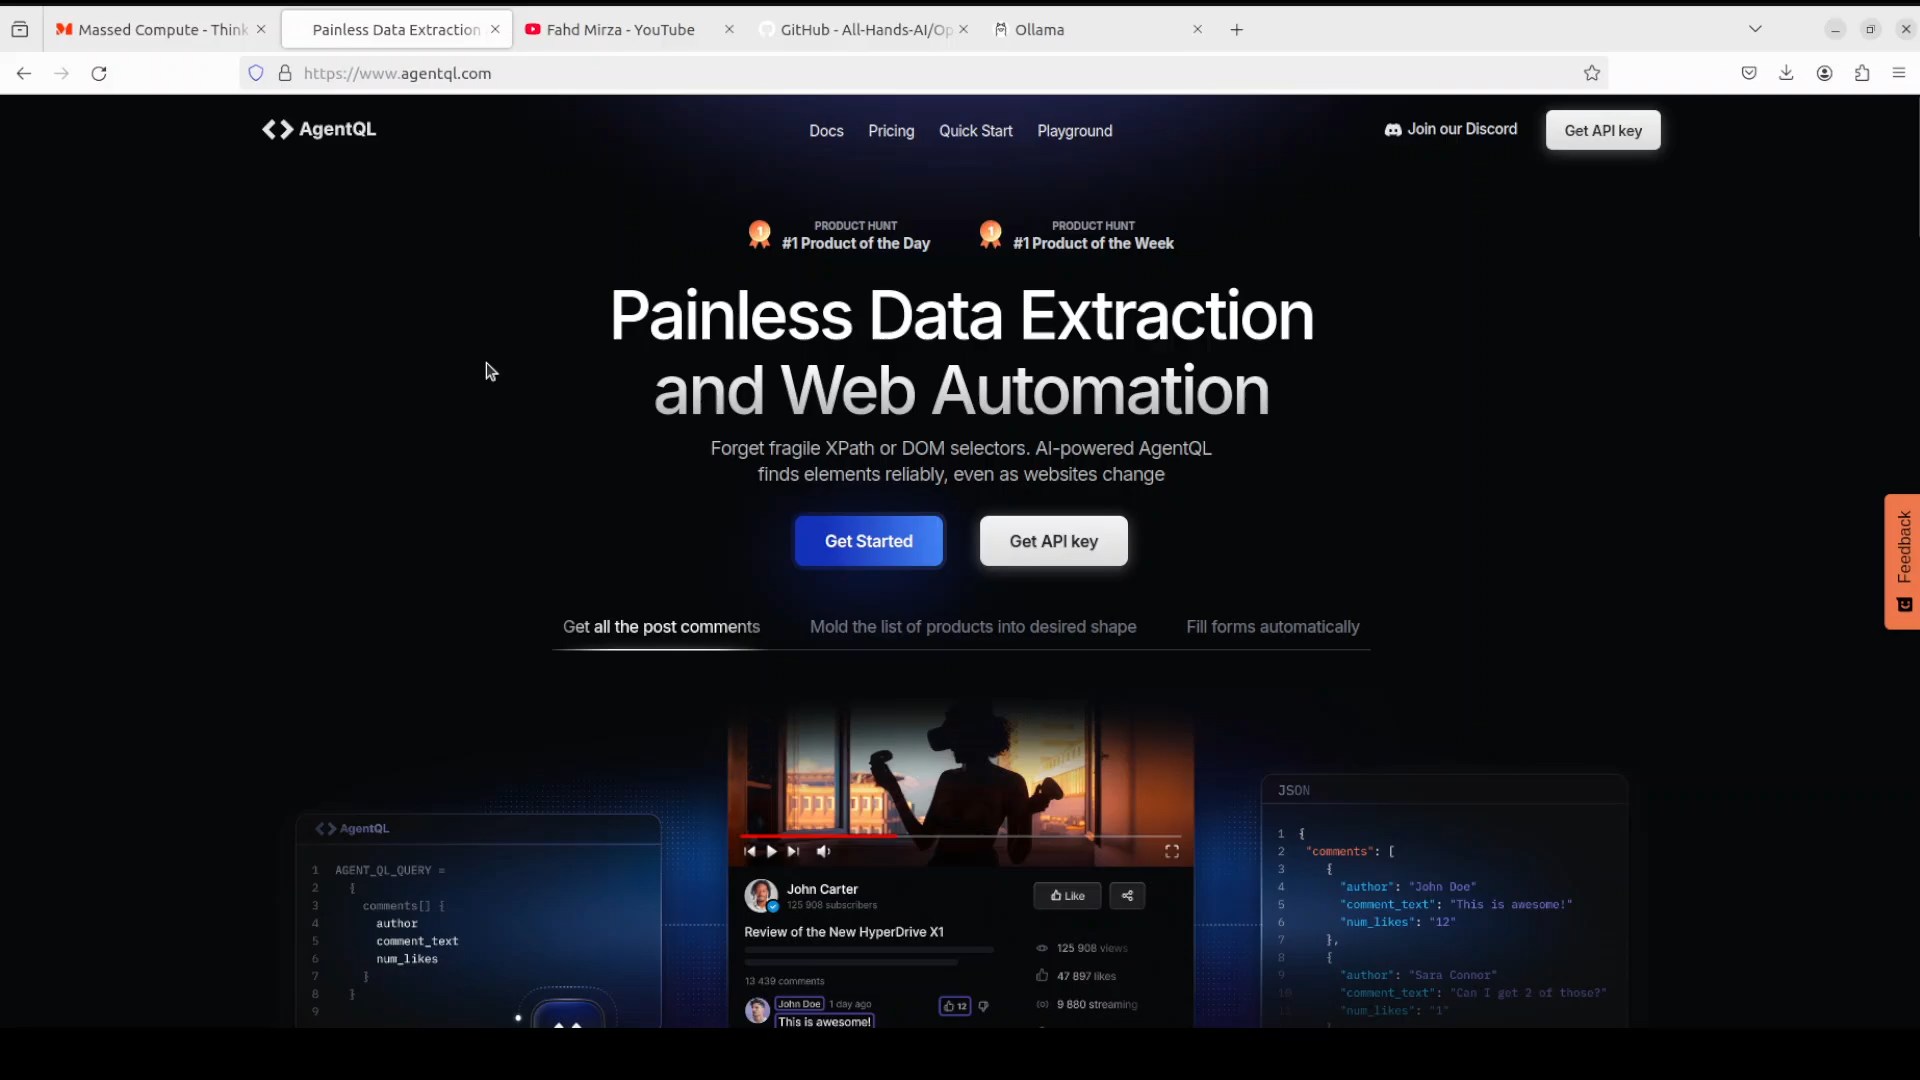 Massed Compute - Think
Painless Data Extraction
Fahd Mirza - YouTube
GitHub - All-Hands-AI/Op
Ollama
https://www.agentql.com
AgentQL
Docs
Pricing
Quick Start
Playground
Join our Discord
Get API key
PRODUCT HUNT
#1 Product of the Day
PRODUCT HUNT
#1 Product of the Week
Painless Data Extraction
and Web Automation
Forget fragile XPath or DOM selectors. AI-powered AgentQL
finds elements reliably, even as websites change
Get Started
Get API key
Feedback
Get all the post comments
Mold the list of products into desired shape
Fill forms automatically
AgentQL
1 AGENT_QL_QUERY =
2 {
3 comments[] {
4 author
5 comment_text
6 num_likes
7 }
8 }
9
John Carter
125 908 subscribers
Like
Review of the New HyperDrive X1
125 908 views
47 897 likes
9 880 streaming
13 439 comments
John Doe 1 day ago
12
This is awesome!
JSON
1 {
2 "comments": [
3 {
4 "author": "John Doe"
5 "comment_text": "This is awesome!"
6 "num_likes": "12"
7 },
8 {
9 "author": "Sara Connor"
10 "comment_text": "Can I get 2 of those?"
11 "num_likes": "1"